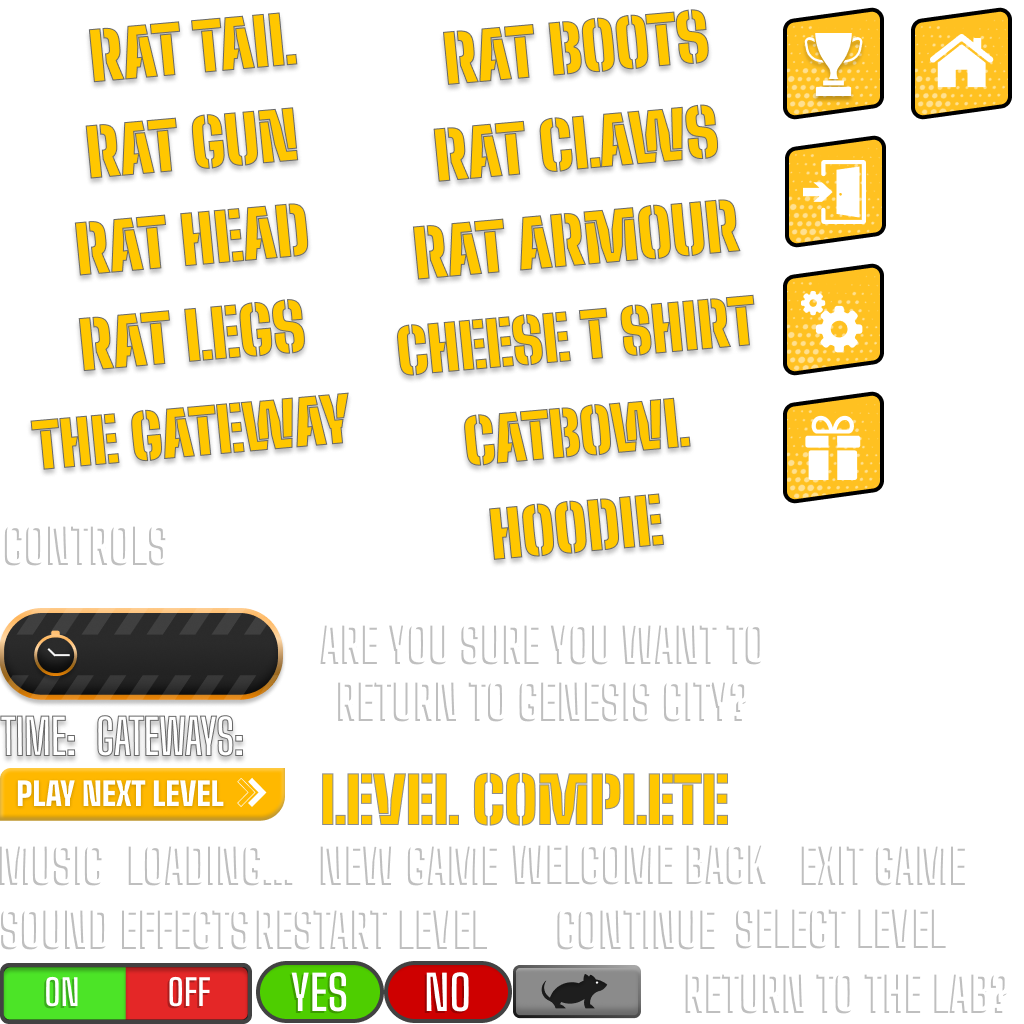 RAT TAIL
RAT BOOTS
RAT GUN
RAT CLAWS
RAT HEAD
RAT ARMOUR
RAT LEGS
CHEESE T SHIRT
THE GATEWAY
CATBOWL
HOODIE
CONTROLS
ARE YOU SURE YOU WANT TO
RETURN TO GENESIS CITY?
TIME:
GATEWAYS:
PLAY NEXT LEVEL
LEVEL COMPLETE
MUSIC
LOADING...
NEW GAME
WELCOME BACK
EXIT GAME
SOUND EFFECTS
RESTART LEVEL
CONTINUE
SELECT LEVEL
ON
OFF
YES
NO
RETURN TO THE LAB?